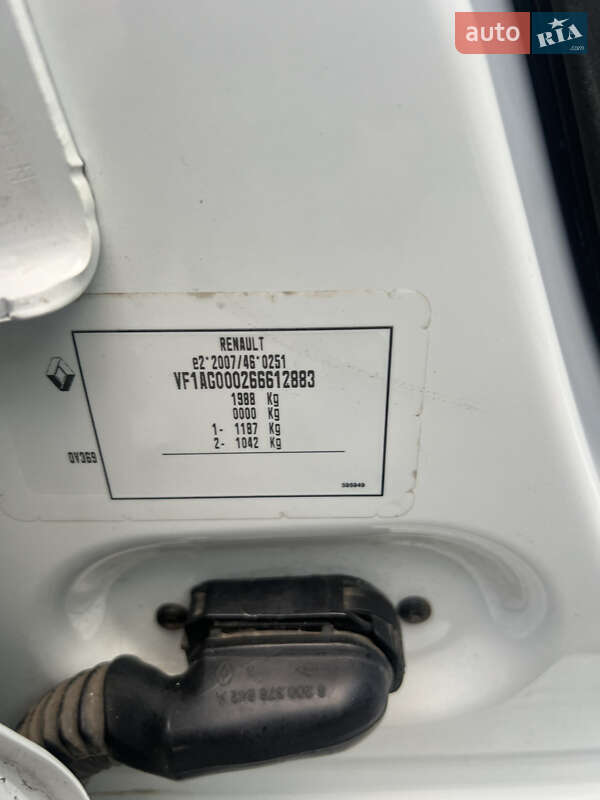 auto RIA
.com
RENAULT
e2*2007/46*0251
VF1AG000266612883
1988 Kg
0000 Kg
1- 1187 Kg
2- 1042 Kg
0V369